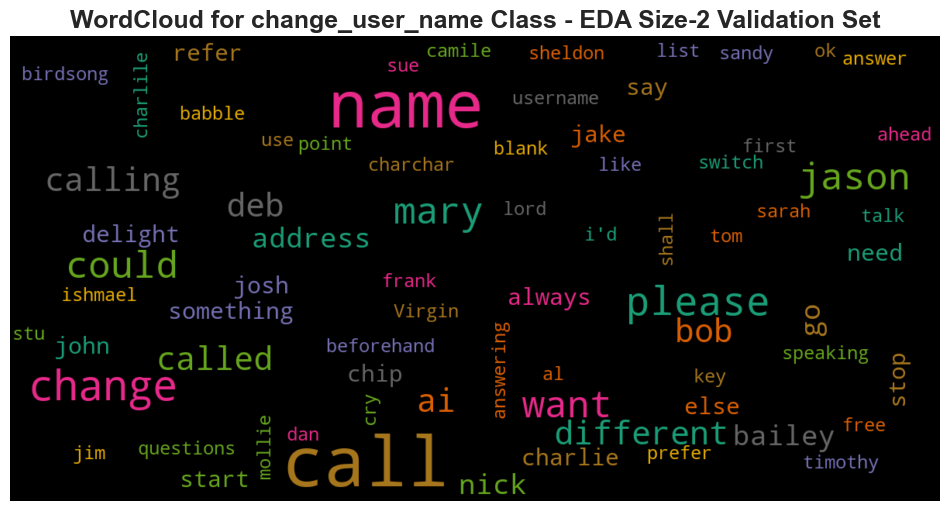 WordCloud for change_user_name Class - EDA Size-2 Validation Set
refer
camile
sheldon
list
sandy
ok
answer
birdsong
charlile
sue
babble
name
username
say
use
point
jake
first
ahead
blank
charchar
like
switch
calling
jason
deb
mary
lord
sarah
talk
delight
address
i'd
shall
tom
need
could
ishmael
josh
frank
always
please
something
Virgin
go
stu
john
called
beforehand
answering
bob
speaking
change
chip
al
key
stop
cry
ai
want
else
free
jim
questions
mollie
dan
different
bailey
start
call
charlie
prefer
timothy
nick